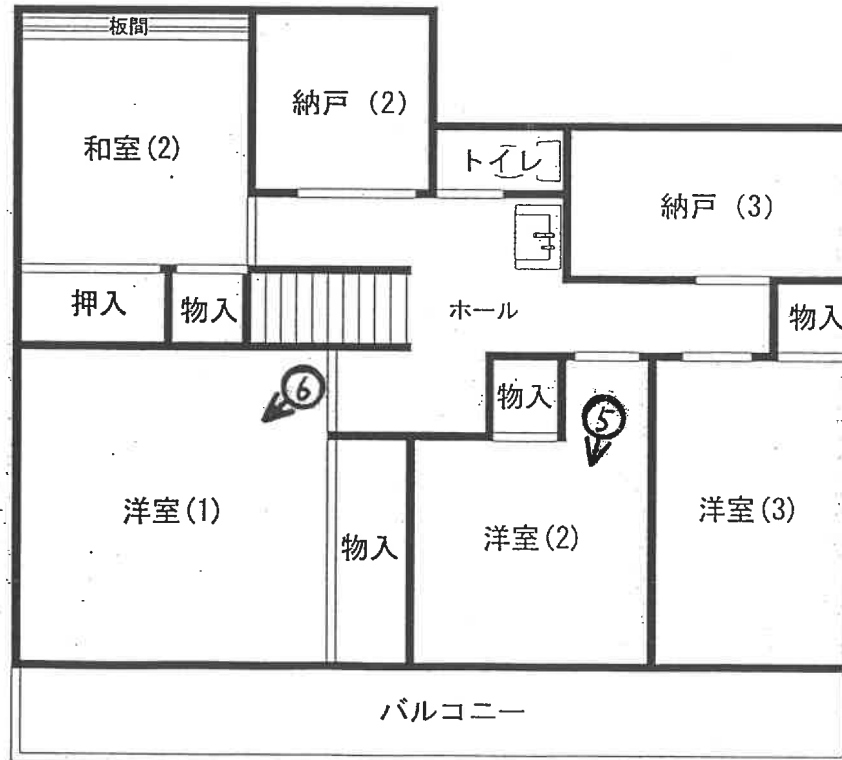 板間
納戸 (2)
和室(2)
トイレ
納戸 (3)
押入
物入
ホール
物入
⑥
物入
⑤
洋室(1)
物入
洋室(2)
洋室(3)
バルコニー